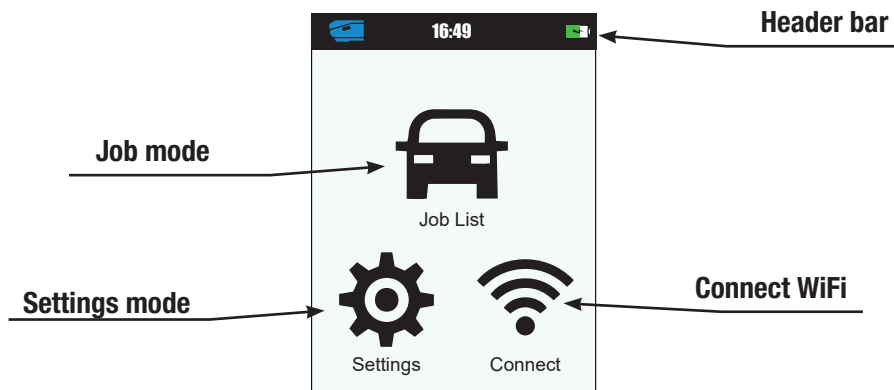 Header bar
16:49
Job mode
Job List
Settings mode
Connect WiFi
Settings
Connect